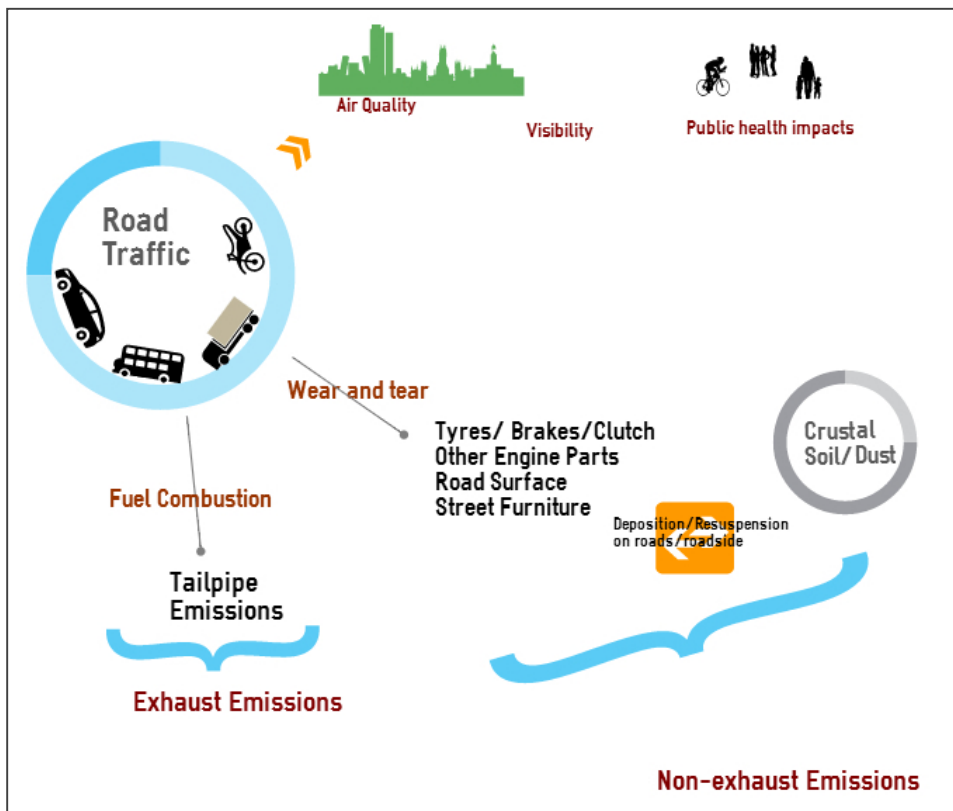 Air Quality
Visibility
Public health impacts
Road
Traffic
Wear and tear
Tyres/ Brakes/Clutch
Other Engine Parts
Road Surface
Street Furniture
Crustal
Soil/Dust
Fuel Combustion
Deposition/Resuspension
on roads/roadside
Tailpipe
Emissions
Exhaust Emissions
Non-exhaust Emissions